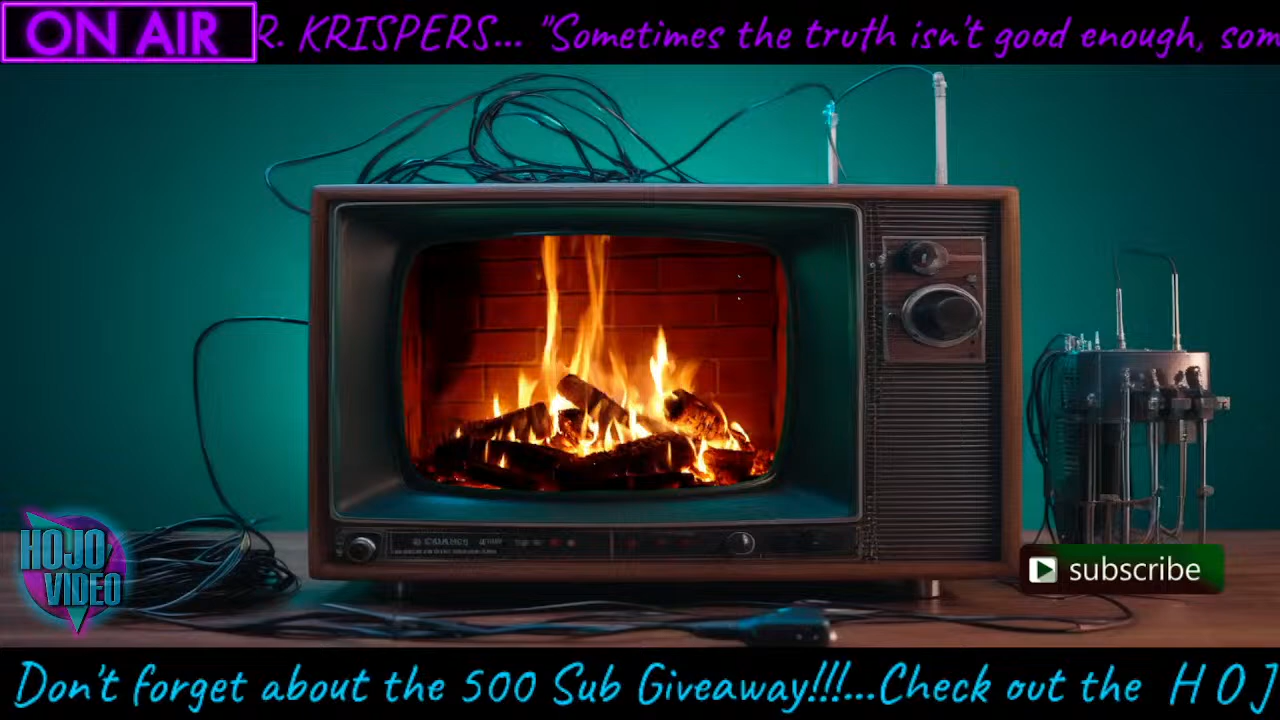 ON AIR
R. KRISPERS... "Sometimes the truth isn't good enough, som
HOJO
VIDEO
subscribe
Don't forget about the 500 Sub Giveaway!!!...Check out the H O J